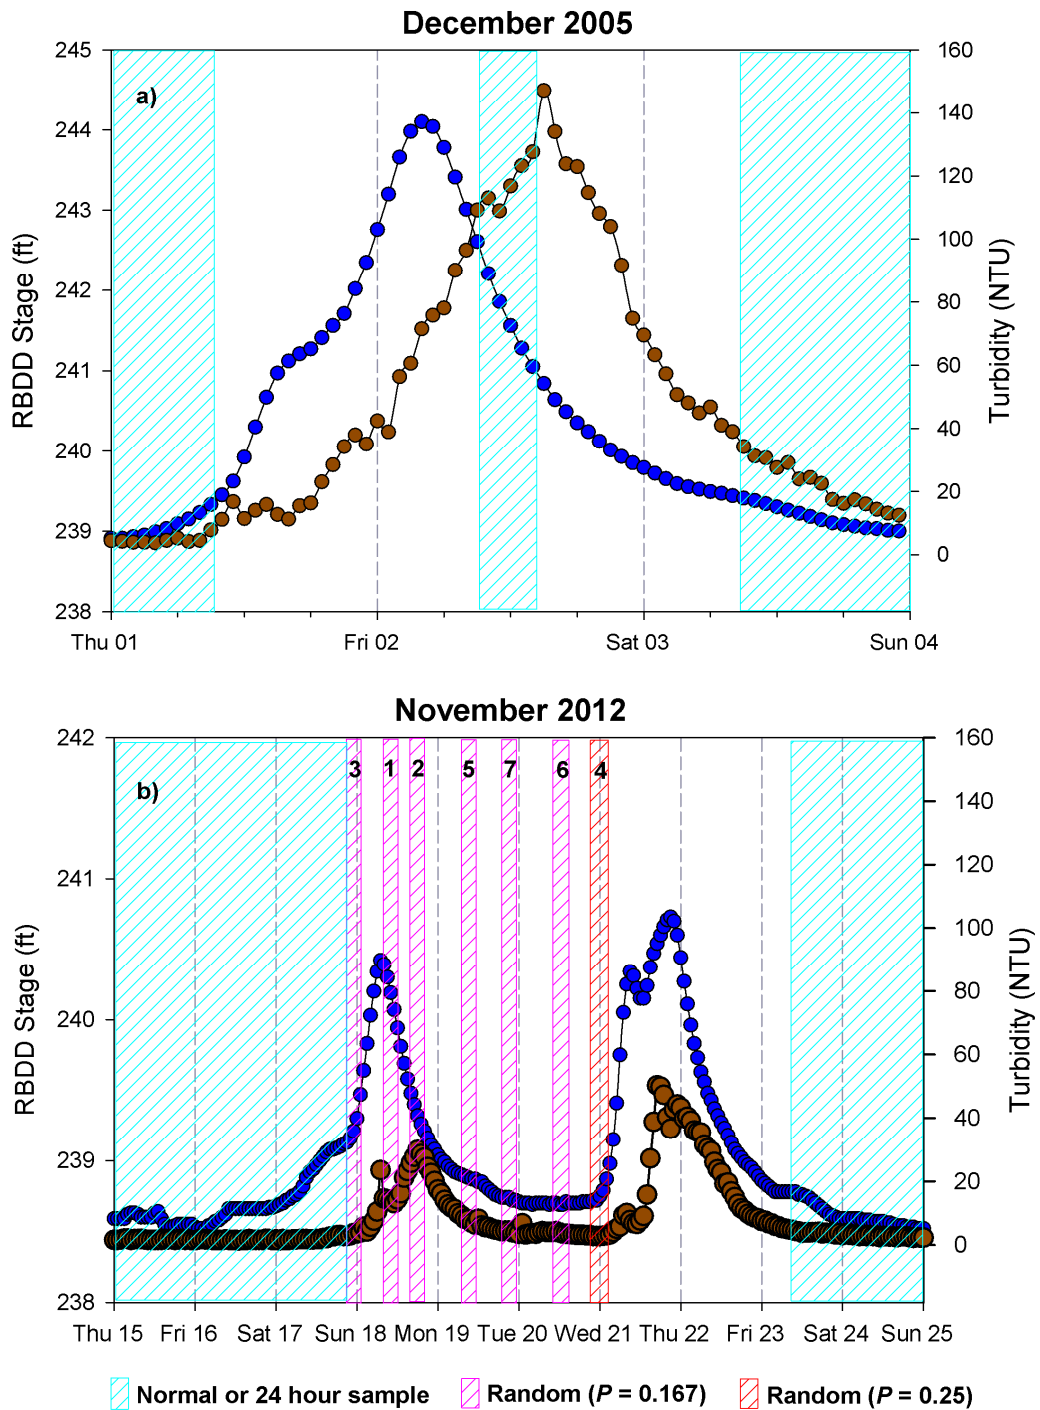 December 2005
245
244
243
242
241
240
239
238
RBDD Stage (ft)
a)
160
140
120
100
80
60
40
20
0
Turbidity (NTU)
Thu 01 Fri 02 Sat 03 Sun 04
November 2012
242
241
240
239
238
RBDD Stage (ft)
b)
3 1 2 5 7 6 4
160
140
120
100
80
60
40
20
0
Turbidity (NTU)
Thu 15 Fri 16 Sat 17 Sun 18 Mon 19 Tue 20 Wed 21 Thu 22 Fri 23 Sat 24 Sun 25
Normal or 24 hour sample Random (P = 0.167) Random (P = 0.25)